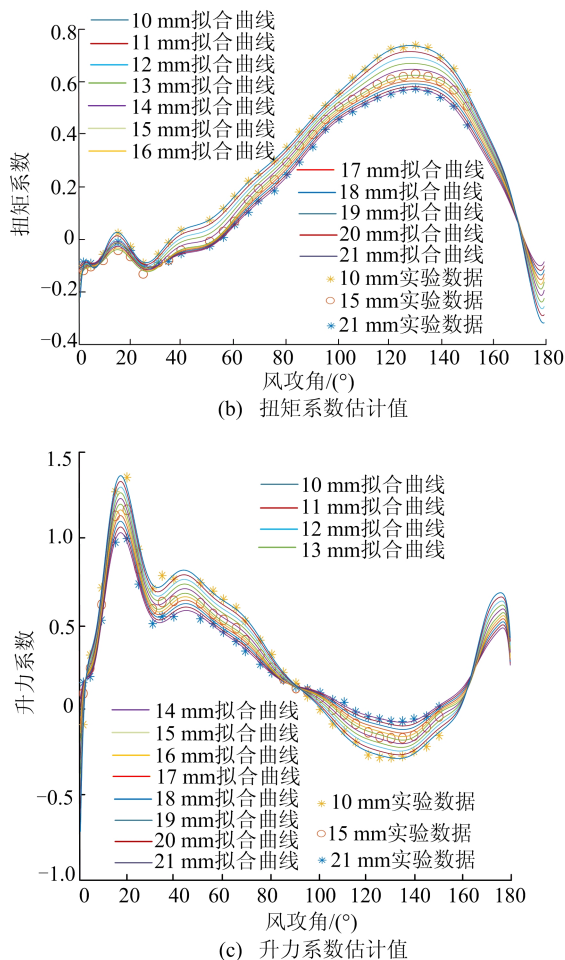 10 mm拟合曲线
11 mm拟合曲线
12 mm拟合曲线
13 mm拟合曲线
14 mm拟合曲线
15 mm拟合曲线
16 mm拟合曲线
17 mm拟合曲线
18 mm拟合曲线
19 mm拟合曲线
20 mm拟合曲线
21 mm拟合曲线
10 mm实验数据
15 mm实验数据
21 mm实验数据
扭矩系数
0.8
0.6
0.4
0.2
0
−0.2
−0.4
0 20 40 60 80 100 120 140 160 180
风攻角/(°)
(b) 扭矩系数估计值
升力系数
1.5
1.0
0.5
0
−0.5
−1.0
10 mm拟合曲线
11 mm拟合曲线
12 mm拟合曲线
13 mm拟合曲线
14 mm拟合曲线
15 mm拟合曲线
16 mm拟合曲线
17 mm拟合曲线
18 mm拟合曲线
19 mm拟合曲线
20 mm拟合曲线
21 mm拟合曲线
10 mm实验数据
15 mm实验数据
21 mm实验数据
0 20 40 60 80 100 120 140 160 180
风攻角/(°)
(c) 升力系数估计值